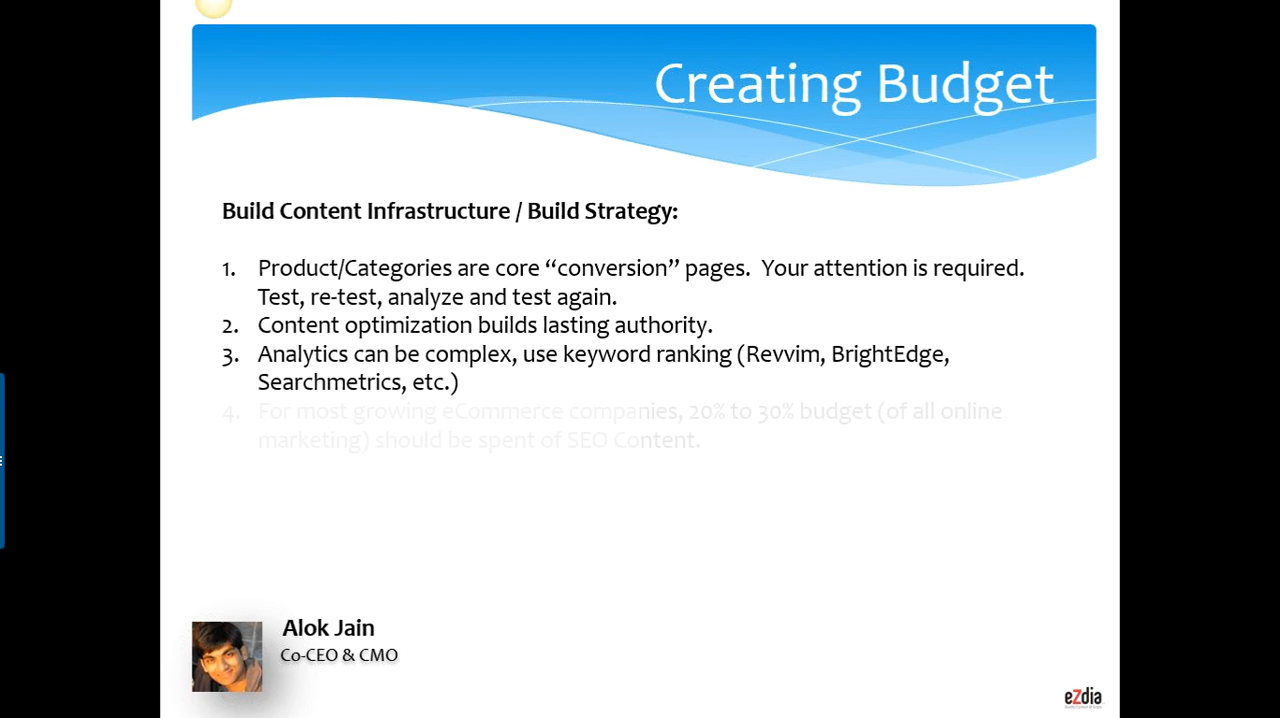 Creating Budget
Build Content Infrastructure / Build Strategy:
1. Product/Categories are core “conversion” pages. Your attention is required.
Test, re-test, analyze and test again.
2. Content optimization builds lasting authority.
3. Analytics can be complex, use keyword ranking (Revvim, BrightEdge,
Searchmetrics, etc.)
4. For most growing eCommerce companies, 20% to 30% budget (of all online
marketing) should be spent of SEO Content.
Alok Jain
Co-CEO & CMO
eZdia